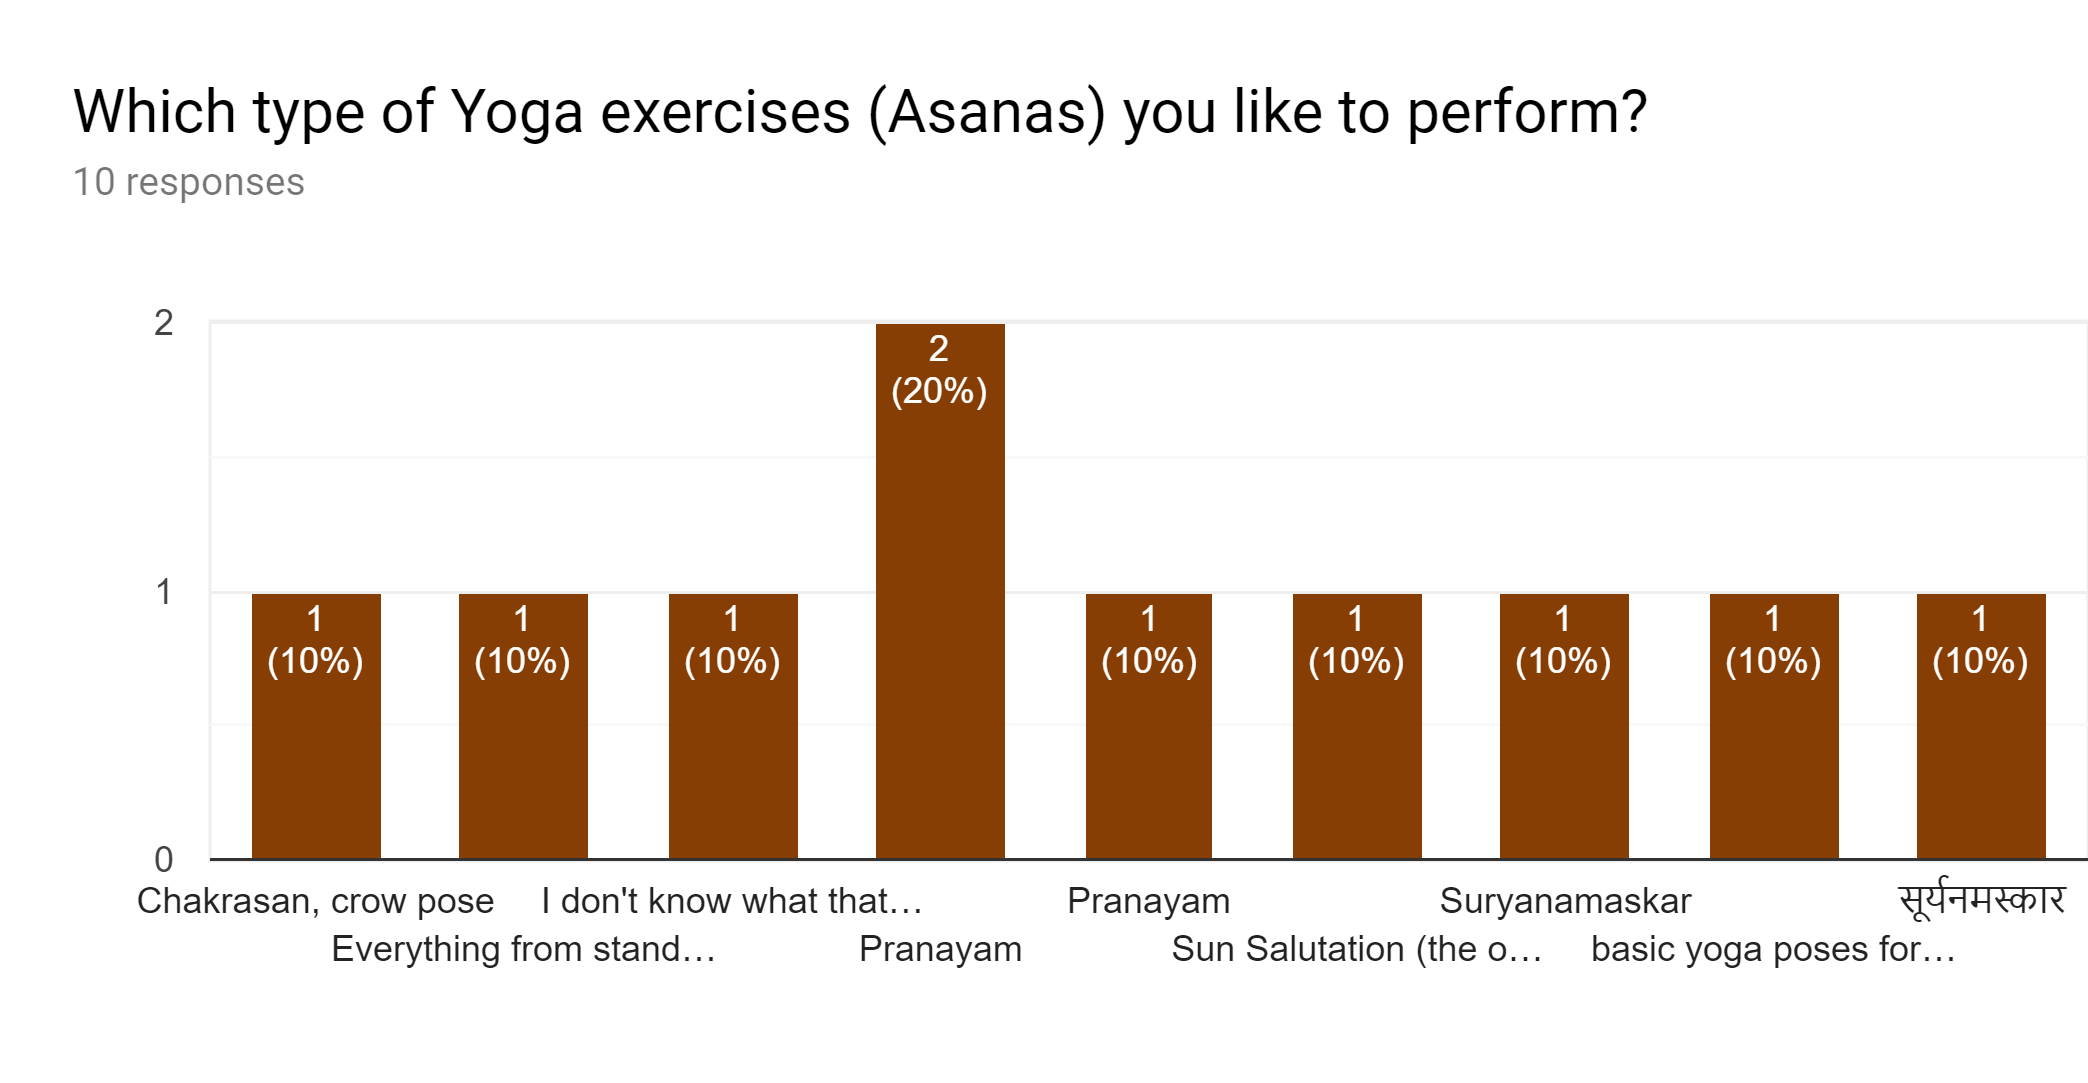 Which type of Yoga exercises (Asanas) you like to perform?
10 responses
2
1
0
2
(20%)
1
(10%)
1
(10%)
1
(10%)
1
(10%)
1
(10%)
1
(10%)
1
(10%)
1
(10%)
Chakrasan, crow pose
Everything from stand…
I don't know what that…
Pranayam
Pranayam
Sun Salutation (the o…
Suryanamaskar
basic yoga poses for…
सूर्यनमस्कार